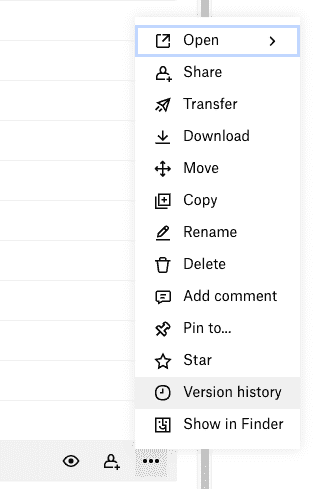 Open
Share
Transfer
Download
Move
Copy
Rename
Delete
Add comment
Pin to...
Star
Version history
Show in Finder